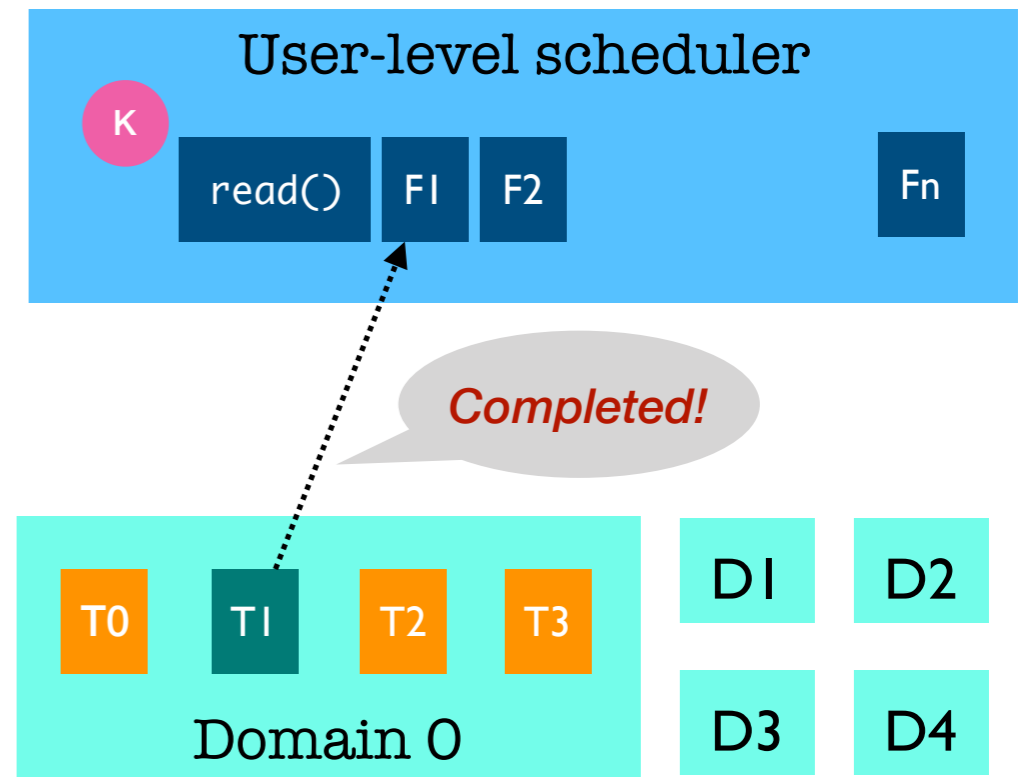 User-level scheduler
K
read()
F1
F2
Fn
Completed!
T0
T1
T2
T3
D1
D2
Domain 0
D3
D4